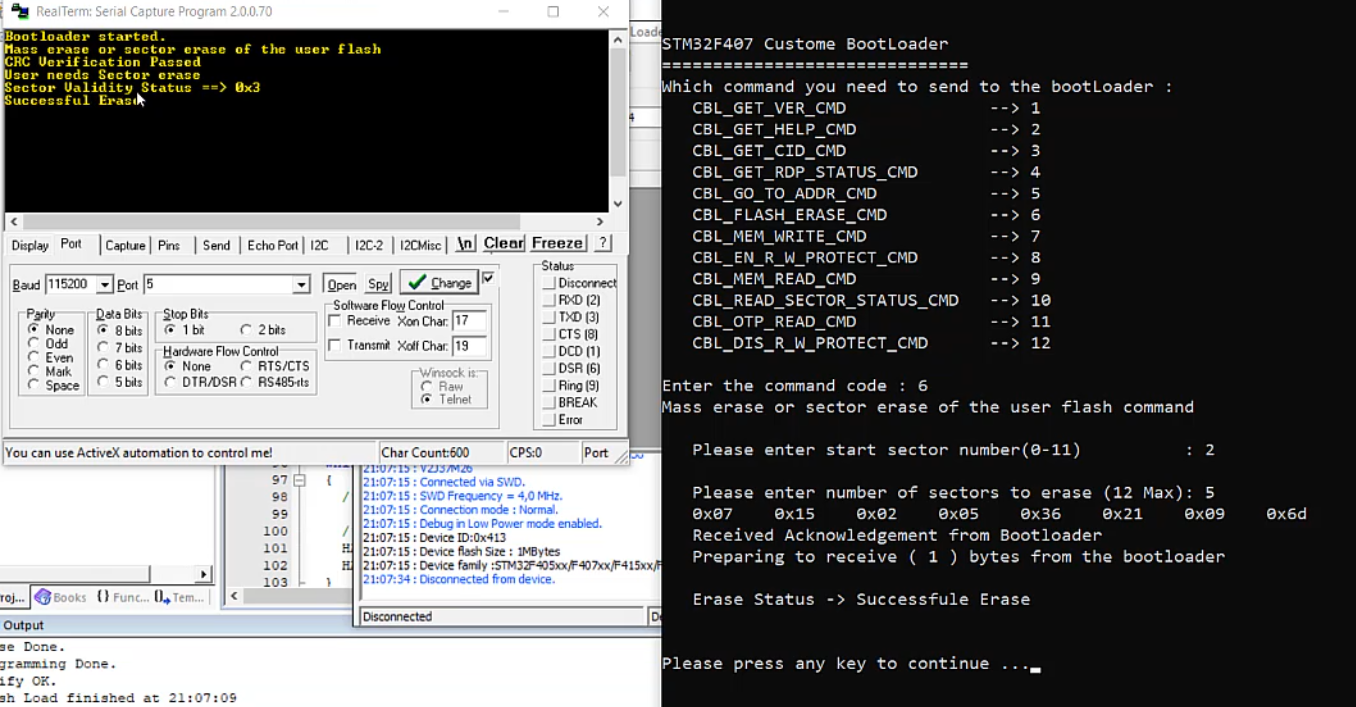 RealTerm: Serial Capture Program 2.0.0.70
Bootloader started.
Mass erase or sector erase of the user flash
CRC Verification Passed
User needs Sector erase
Sector Validity Status ==> 0x3
Successful Erase
Display Port Capture Pins Send Echo Port I2C I2C-2 I2CMisc \n Clear Freeze ?
Baud 115200 Port 5 Open Spy Change
Parity
None
Odd
Even
Mark
Space
Data Bits
8 bits
7 bits
6 bits
5 bits
Stop Bits
1 bit 2 bits
Hardware Flow Control
None RTS/CTS
DTR/DSR RS485-rts
Software Flow Control
Receive Xon Char: 17
Transmit Xoff Char: 19
Winsock is:
Raw
Telnet
Status
Disconnect
RXD (2)
TXD (3)
CTS (8)
DCD (1)
DSR (6)
Ring (9)
BREAK
Error
You can use ActiveX automation to control me! Char Count:600 CPS:0 Port
Loade
4
97 {
98 /
99
100 /
101 H
102 H
103 }
21:07:15 : V2J37M26
21:07:15 : Connected via SWD.
21:07:15 : SWD Frequency = 4,0 MHz.
21:07:15 : Connection mode : Normal.
21:07:15 : Debug in Low Power mode enabled.
21:07:15 : Device ID:0x413
21:07:15 : Device flash Size : 1MBytes
21:07:15 : Device family :STM32F405xx/F407xx/F415xx/F
21:07:34 : Disconnected from device.
Disconnected De
roj... Books {} Func... Tem...
Output
se Done.
gramming Done.
ify OK.
sh Load finished at 21:07:09
STM32F407 Custome BootLoader
==============================
Which command you need to send to the bootLoader :
CBL_GET_VER_CMD --> 1
CBL_GET_HELP_CMD --> 2
CBL_GET_CID_CMD --> 3
CBL_GET_RDP_STATUS_CMD --> 4
CBL_GO_TO_ADDR_CMD --> 5
CBL_FLASH_ERASE_CMD --> 6
CBL_MEM_WRITE_CMD --> 7
CBL_EN_R_W_PROTECT_CMD --> 8
CBL_MEM_READ_CMD --> 9
CBL_READ_SECTOR_STATUS_CMD --> 10
CBL_OTP_READ_CMD --> 11
CBL_DIS_R_W_PROTECT_CMD --> 12
Enter the command code : 6
Mass erase or sector erase of the user flash command
Please enter start sector number(0-11) : 2
Please enter number of sectors to erase (12 Max): 5
0x07 0x15 0x02 0x05 0x36 0x21 0x09 0x6d
Received Acknowledgement from Bootloader
Preparing to receive ( 1 ) bytes from the bootloader
Erase Status -> Successfule Erase
Please press any key to continue ...